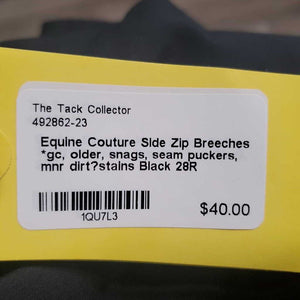 The Tack Collector
492862-23
Equine Couture Side Zip Breeches
*gc, older, snags, seam puckers,
mnr dirt?stains Black 28R
1QU7L3
$40.00